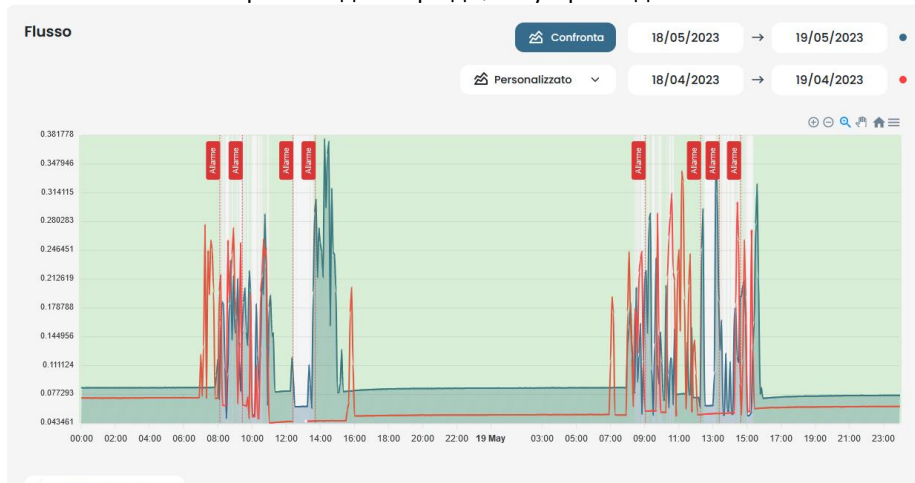 Flusso
Confronta 18/05/2023 → 19/05/2023
Personalizzato 18/04/2023 → 19/04/2023
0.381778
0.347946
0.314115
0.280283
0.246451
0.212619
0.178788
0.144956
0.111124
0.077293
0.043461
Allarme Allarme Allarme Allarme Allarme Allarme Allarme Allarme
00:00 02:00 04:00 06:00 08:00 10:00 12:00 14:00 16:00 18:00 20:00 22:00 19 May 03:00 05:00 07:00 09:00 11:00 13:00 15:00 17:00 19:00 21:00 23:00